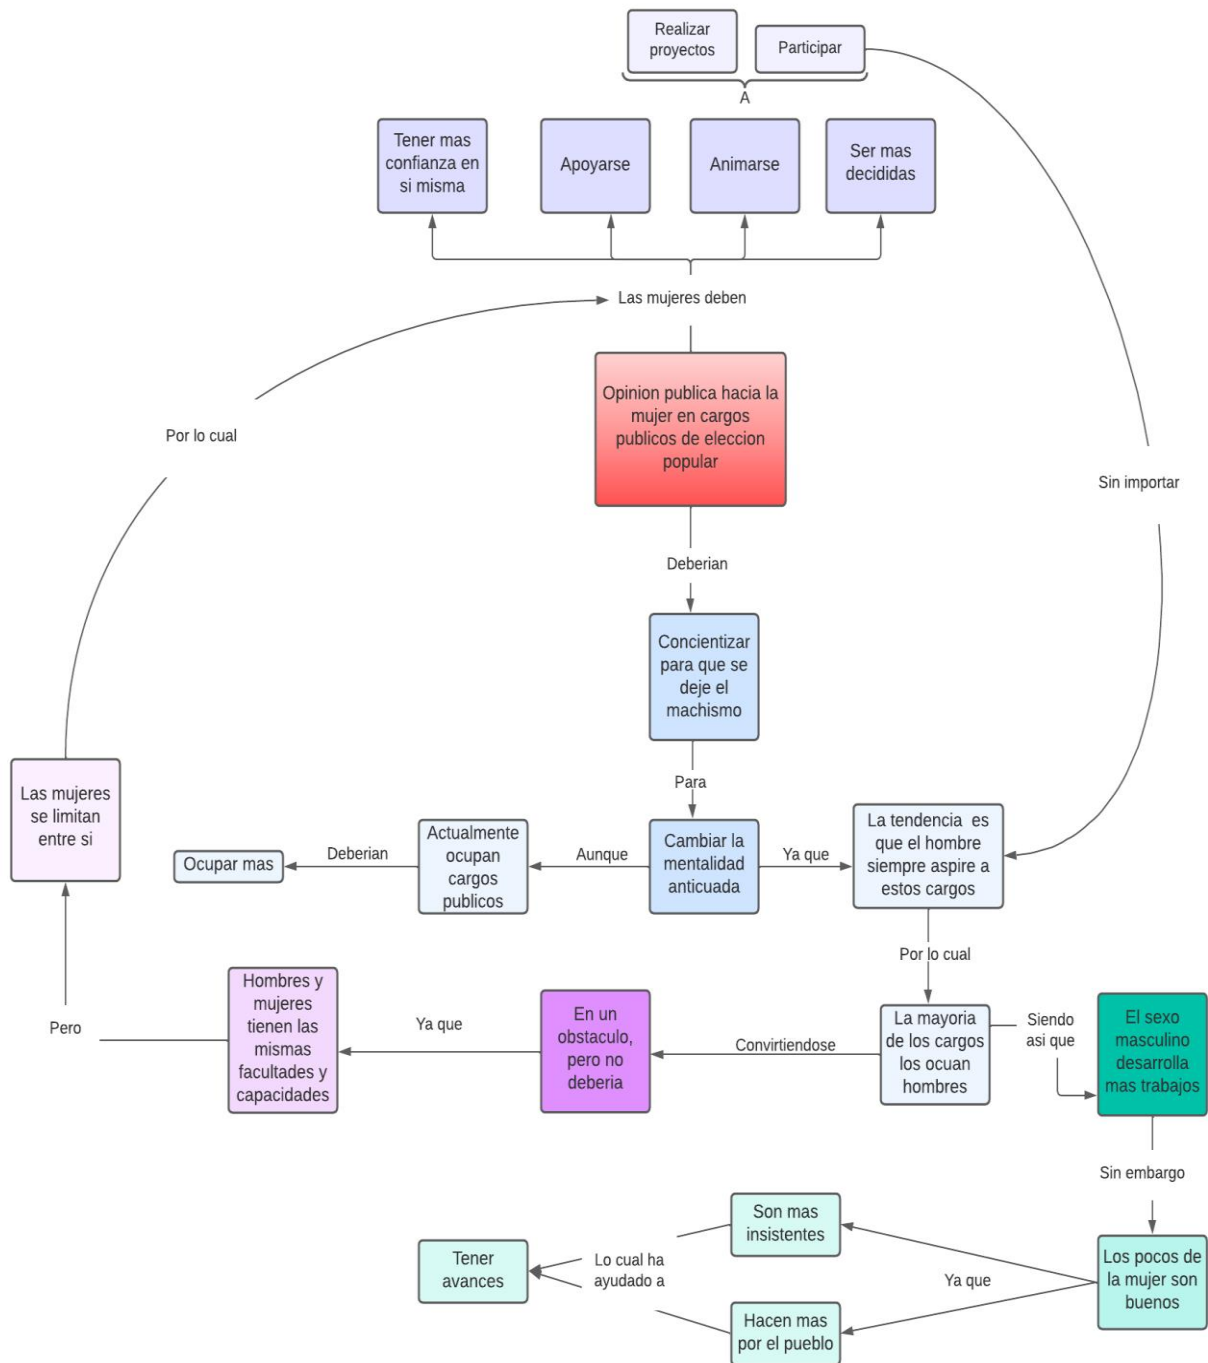 Realizar
proyectos
Participar
A
Tener mas
confianza en
si misma
Apoyarse
Animarse
Ser mas
decididas
Las mujeres deben
Opinion publica hacia la
mujer en cargos
publicos de eleccion
popular
Por lo cual
Sin importar
Deberian
Concientizar
para que se
deje el
machismo
Para
Las mujeres
se limitan
entre si
Ocupar mas
Deberian
Actualmente
ocupan
cargos
publicos
Aunque
Cambiar la
mentalidad
anticuada
Ya que
La tendencia es
que el hombre
siempre aspire a
estos cargos
Por lo cual
Pero
Hombres y
mujeres
tienen las
mismas
facultades y
capacidades
Ya que
En un
obstaculo,
pero no
deberia
Convirtiendose
La mayoria
de los cargos
los ocuan
hombres
Siendo
asi que
El sexo
masculino
desarrolla
mas trabajos
Sin embargo
Los pocos de
la mujer son
buenos
Ya que
Son mas
insistentes
Hacen mas
por el pueblo
Lo cual ha
ayudado a
Tener
avances